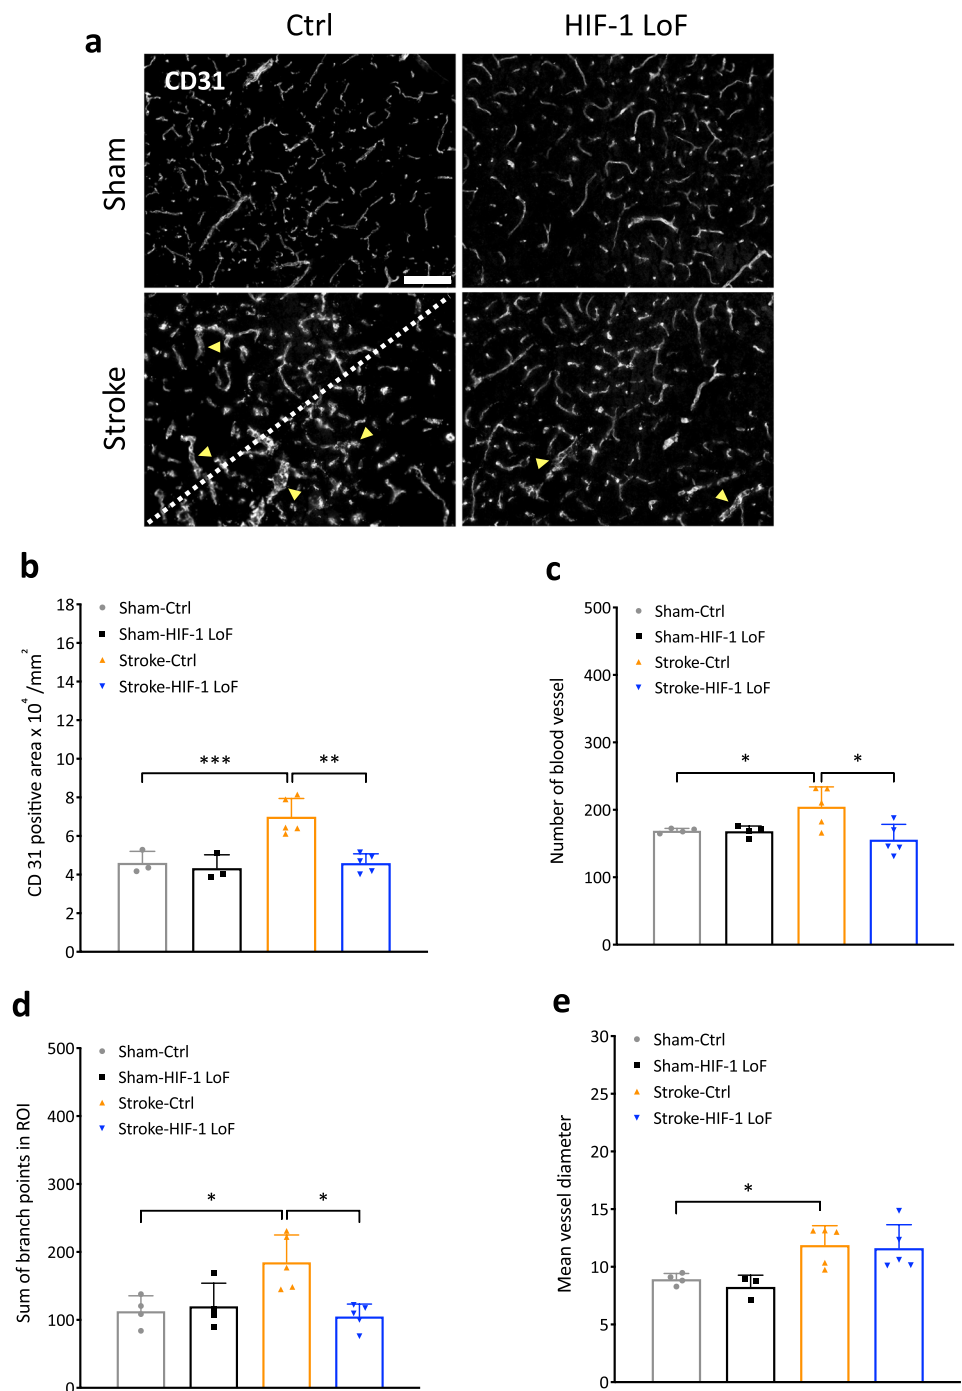 Ctrl
HIF-1 LoF
a
CD31
Sham
Stroke
b
CD 31 positive area x 10⁴ /mm²
18
16
14
12
10
8
6
4
2
0
Sham-Ctrl
Sham-HIF-1 LoF
Stroke-Ctrl
Stroke-HIF-1 LoF
***
**
c
Number of blood vessel
500
400
300
200
100
0
Sham-Ctrl
Sham-HIF-1 LoF
Stroke-Ctrl
Stroke-HIF-1 LoF
*
*
d
Sum of branch points in ROI
500
400
300
200
100
0
Sham-Ctrl
Sham-HIF-1 LoF
Stroke-Ctrl
Stroke-HIF-1 LoF
*
*
e
Mean vessel diameter
30
25
20
15
10
5
0
Sham-Ctrl
Sham-HIF-1 LoF
Stroke-Ctrl
Stroke-HIF-1 LoF
*